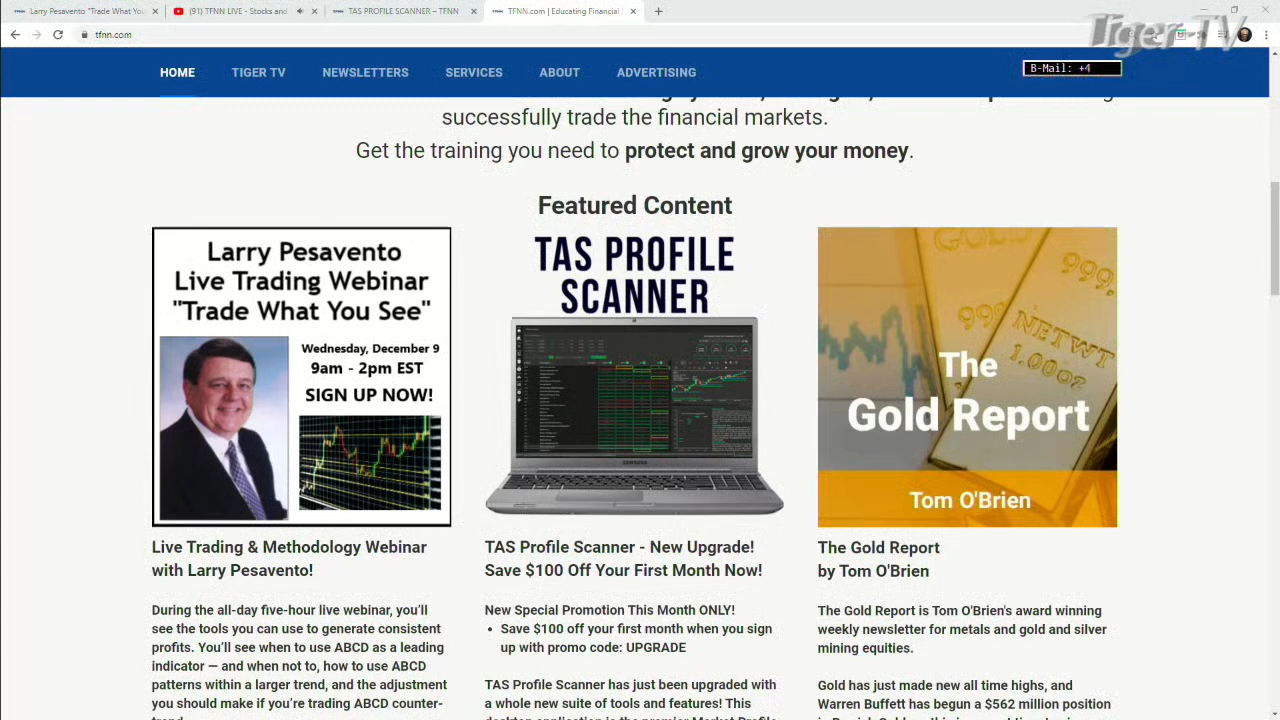 Larry Pesavento "Trade What You
(91) TFNN LIVE - Stocks and
TAS PROFILE SCANNER – TFNN
TFNN.com | Educating Financial
tfnn.com
Tiger-TV
HOME
TIGER TV
NEWSLETTERS
SERVICES
ABOUT
ADVERTISING
B-Mail: +4
successfully trade the financial markets.
Get the training you need to protect and grow your money.
Featured Content
Larry Pesavento
Live Trading Webinar
"Trade What You See"
Wednesday, December 9
9am - 2pm EST
SIGN UP NOW!
Live Trading & Methodology Webinar
with Larry Pesavento!
During the all-day five-hour live webinar, you'll
see the tools you can use to generate consistent
profits. You'll see when to use ABCD as a leading
indicator — and when not to, how to use ABCD
patterns within a larger trend, and the adjustment
you should make if you're trading ABCD counter-
TAS PROFILE
SCANNER
SAMSUNG
TAS Profile Scanner - New Upgrade!
Save $100 Off Your First Month Now!
New Special Promotion This Month ONLY!
• Save $100 off your first month when you sign
up with promo code: UPGRADE
TAS Profile Scanner has just been upgraded with
a whole new suite of tools and features! This
GOLD
999,
999
NETWT
1.00oz
The
Gold Report
Tom O'Brien
The Gold Report
by Tom O'Brien
The Gold Report is Tom O'Brien's award winning
weekly newsletter for metals and gold and silver
mining equities.
Gold has just made new all time highs, and
Warren Buffett has begun a $562 million position